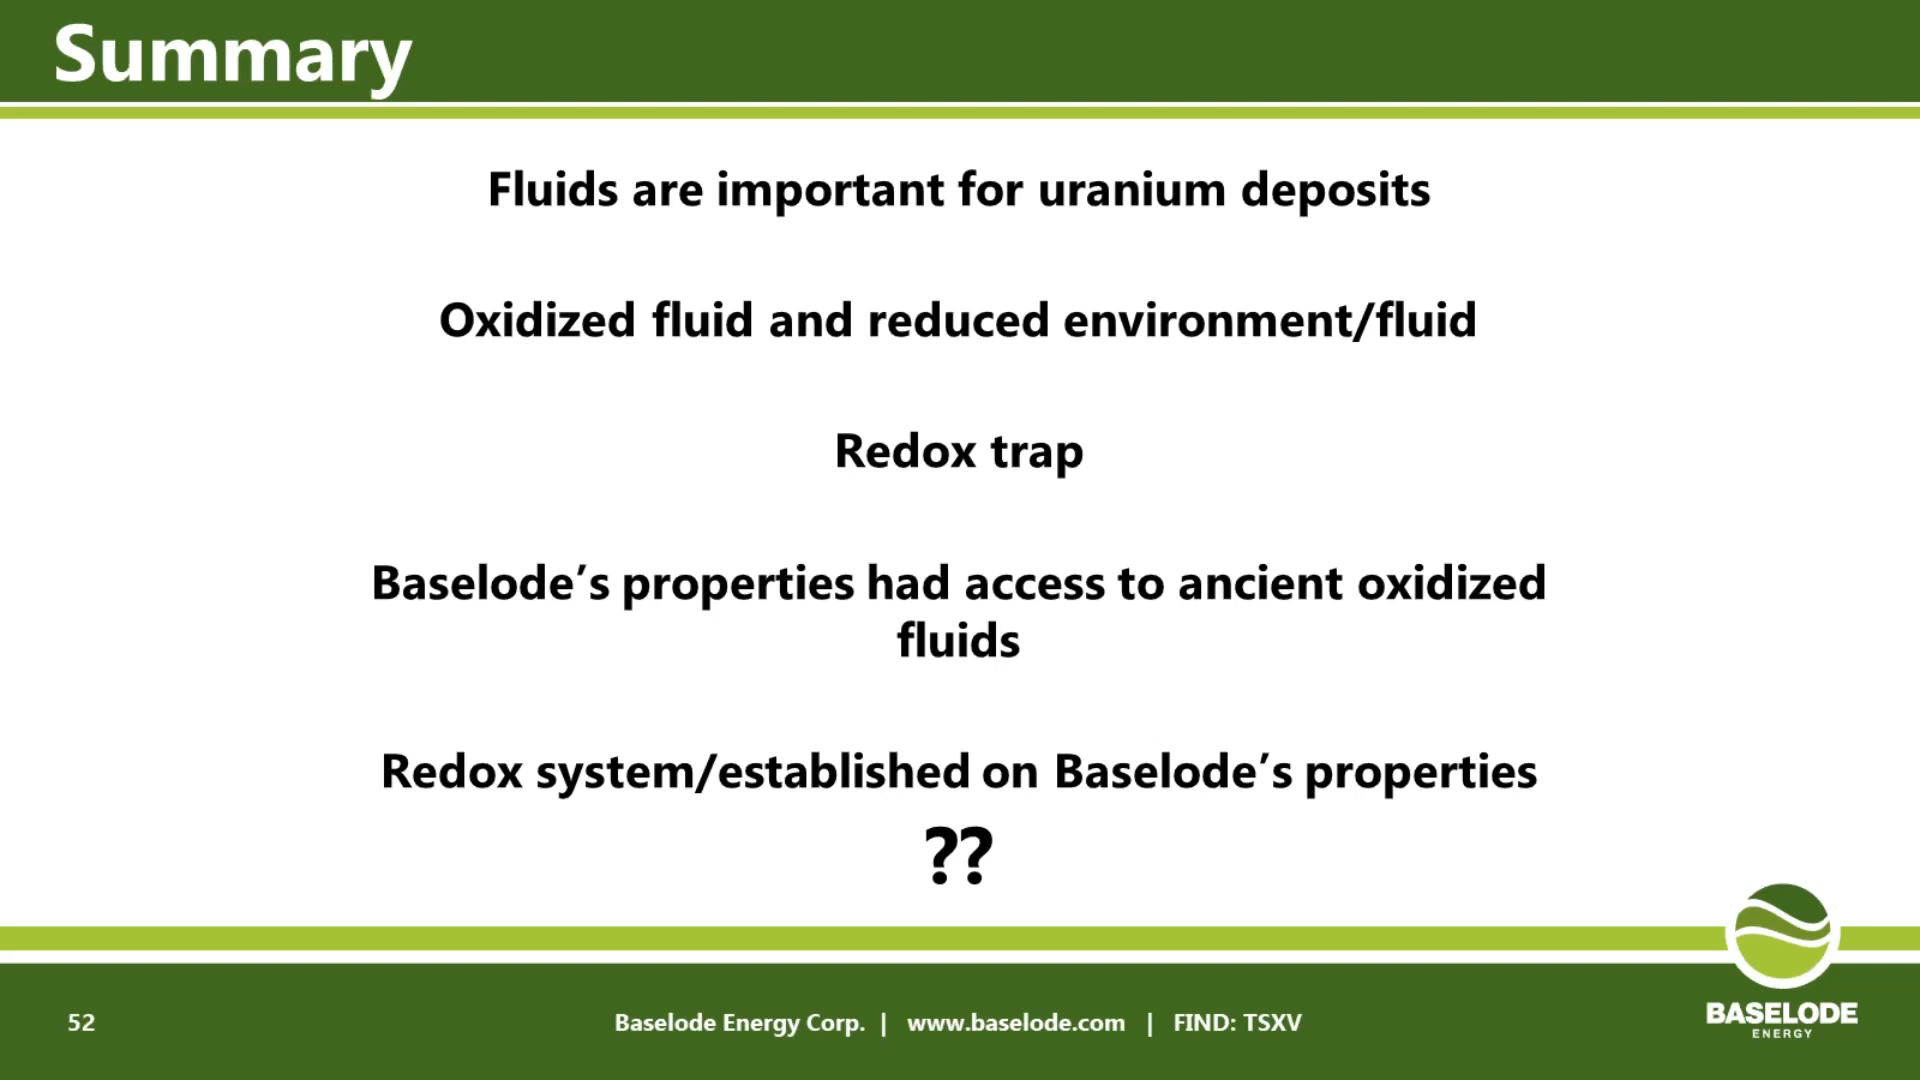 Summary
Fluids are important for uranium deposits
Oxidized fluid and reduced environment/fluid
Redox trap
Baselode’s properties had access to ancient oxidized
fluids
Redox system/established on Baselode’s properties
??
52
Baselode Energy Corp. | www.baselode.com | FIND: TSXV
BASELODE
ENERGY